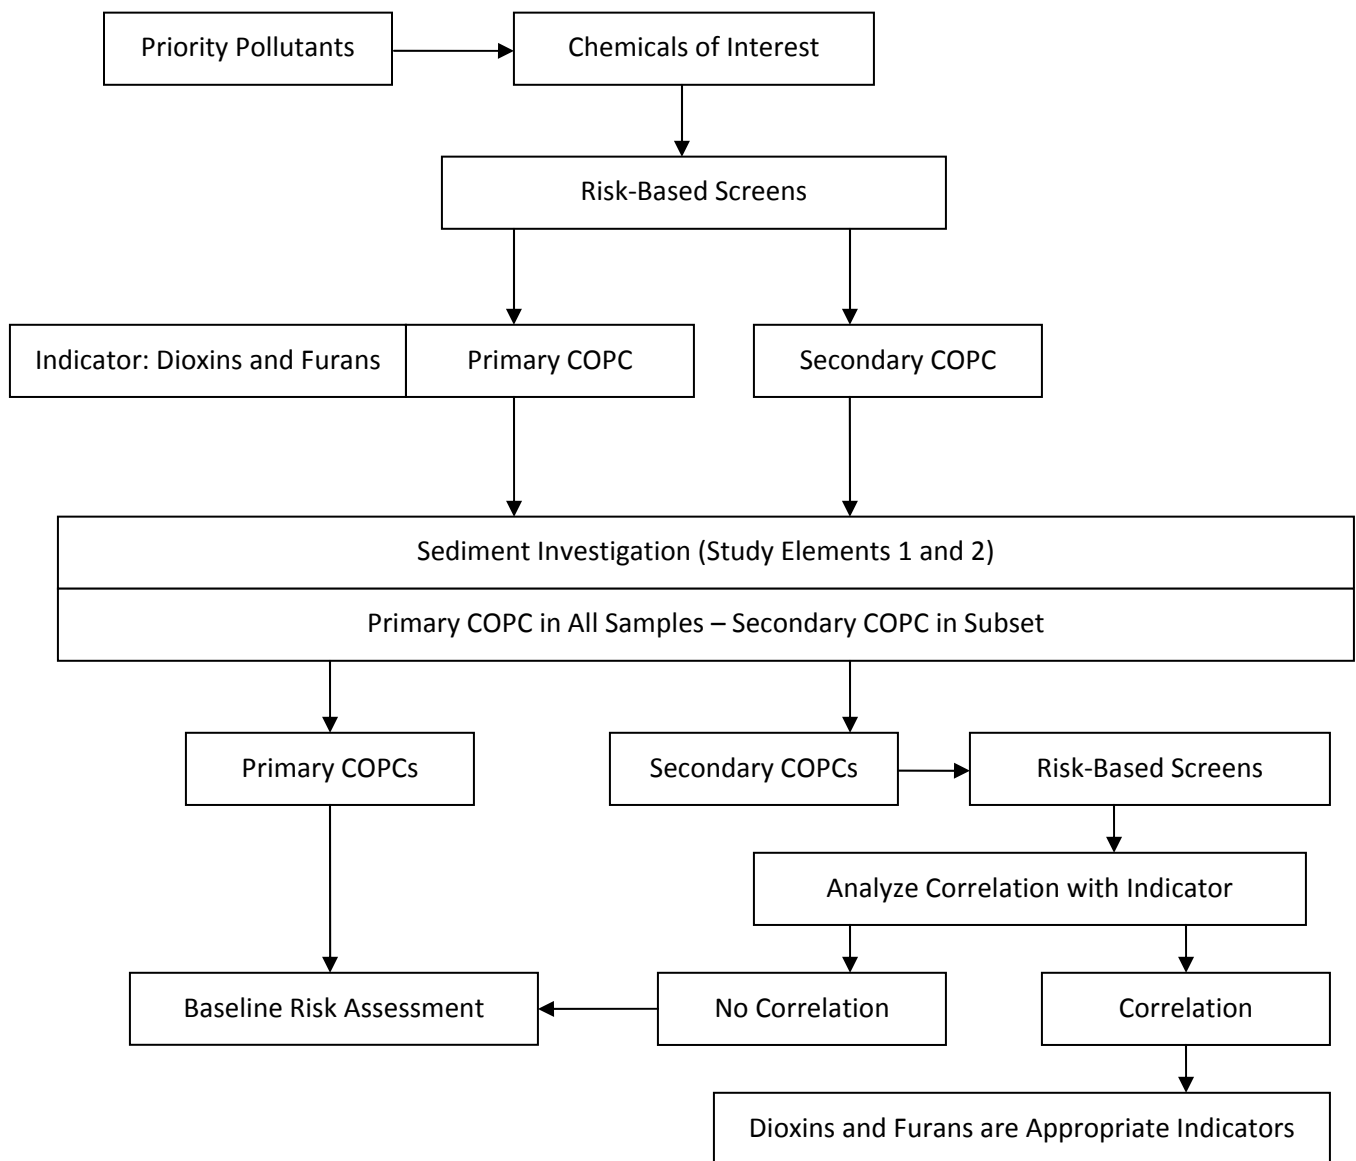 Priority Pollutants
Chemicals of Interest
Risk-Based Screens
Indicator: Dioxins and Furans
Primary COPC
Secondary COPC
Sediment Investigation (Study Elements 1 and 2)
Primary COPC in All Samples – Secondary COPC in Subset
Primary COPCs
Secondary COPCs
Risk-Based Screens
Analyze Correlation with Indicator
Baseline Risk Assessment
No Correlation
Correlation
Dioxins and Furans are Appropriate Indicators